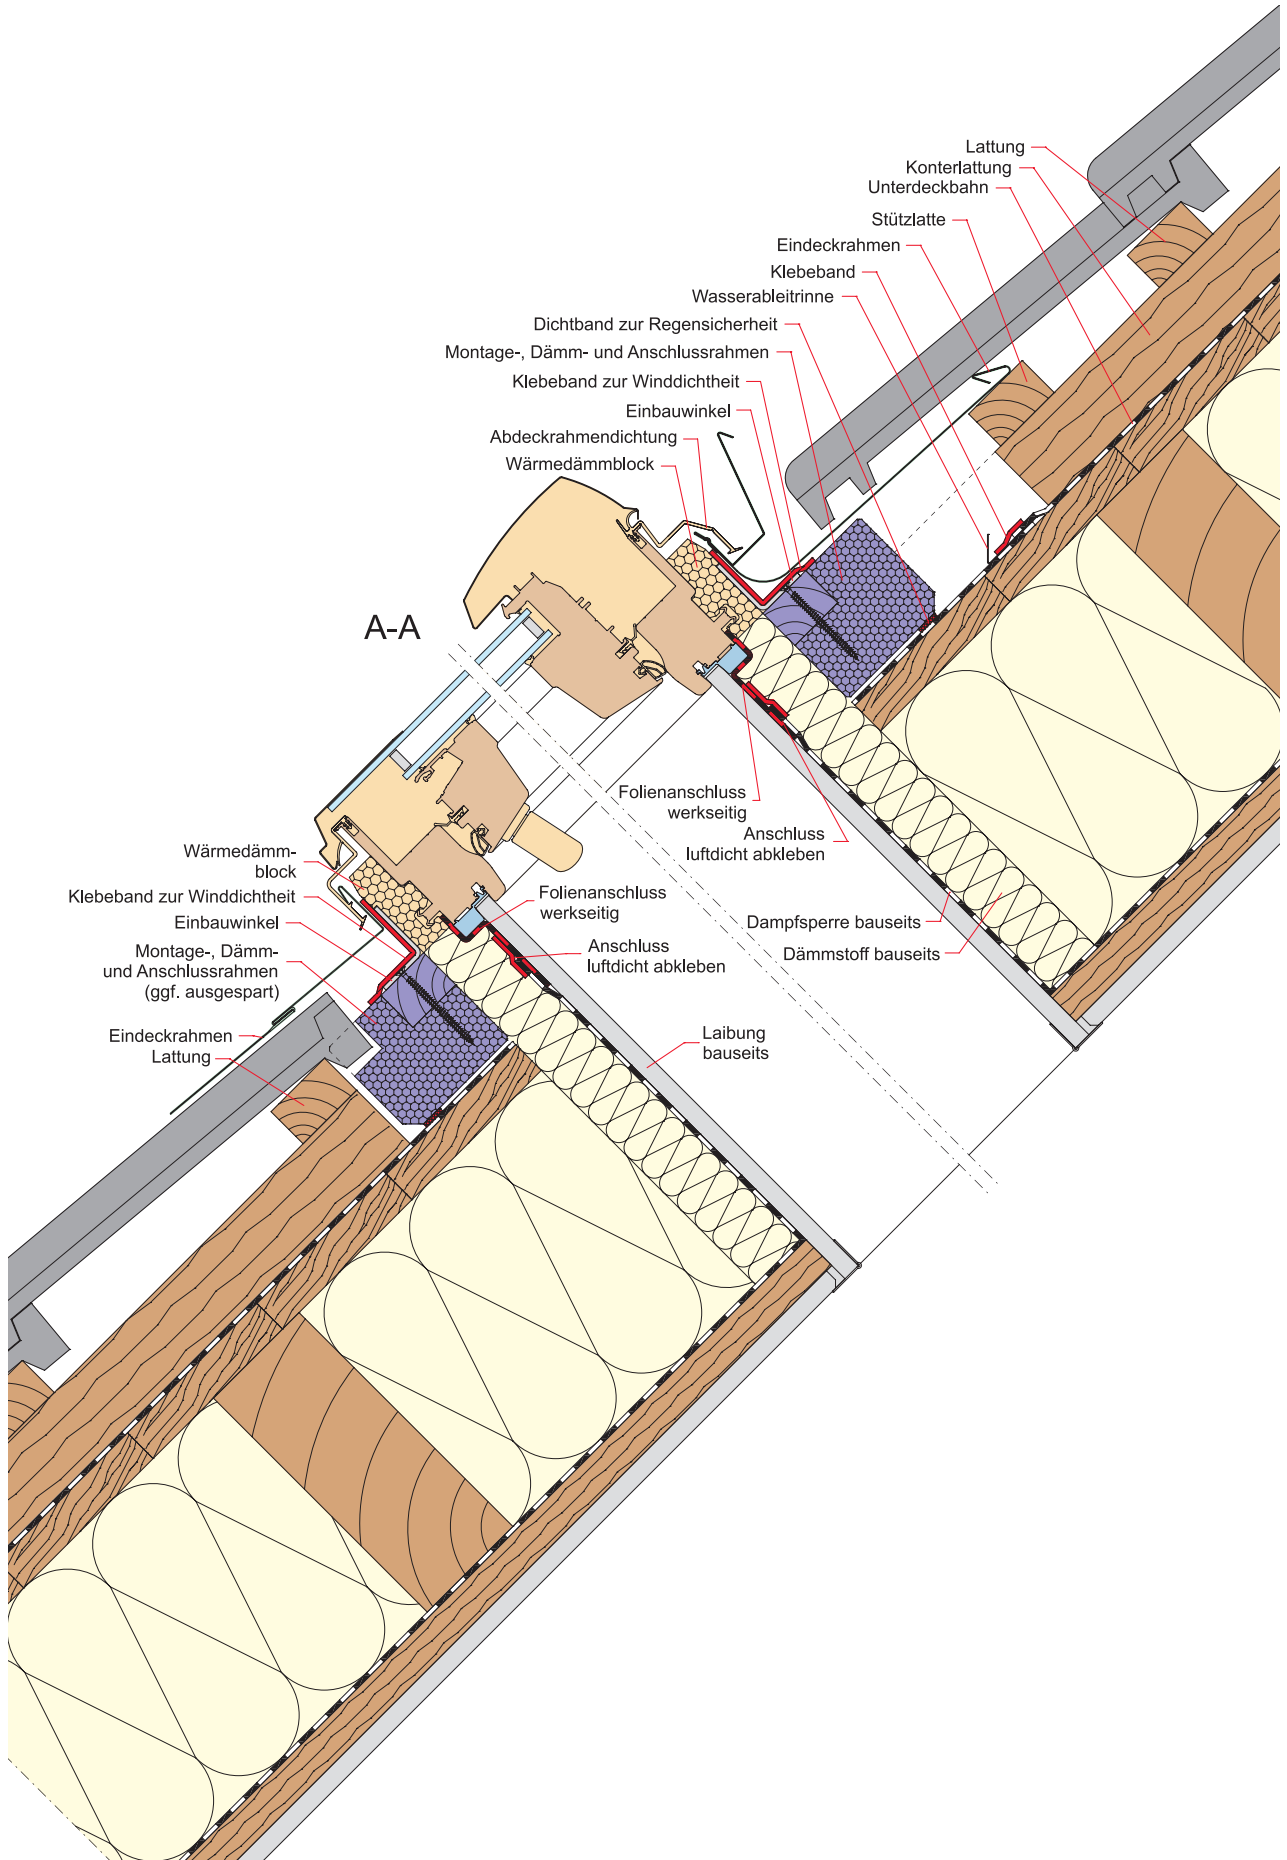 Lattung
Konterlattung
Unterdeckbahn
Stützlatte
Eindeckrahmen
Klebeband
Wasserableitrinne
Dichtband zur Regensicherheit
Montage-, Dämm- und Anschlussrahmen
Klebeband zur Winddichtheit
Einbauwinkel
Abdeckrahmendichtung
Wärmedämmblock
A-A
Folienanschluss
werkseitig
Anschluss
luftdicht abkleben
Wärmedämm-
block
Klebeband zur Winddichtheit
Einbauwinkel
Montage-, Dämm-
und Anschlussrahmen
(ggf. ausgespart)
Eindeckrahmen
Lattung
Folienanschluss
werkseitig
Anschluss
luftdicht abkleben
Dampfsperre bauseits
Dämmstoff bauseits
Laibung
bauseits